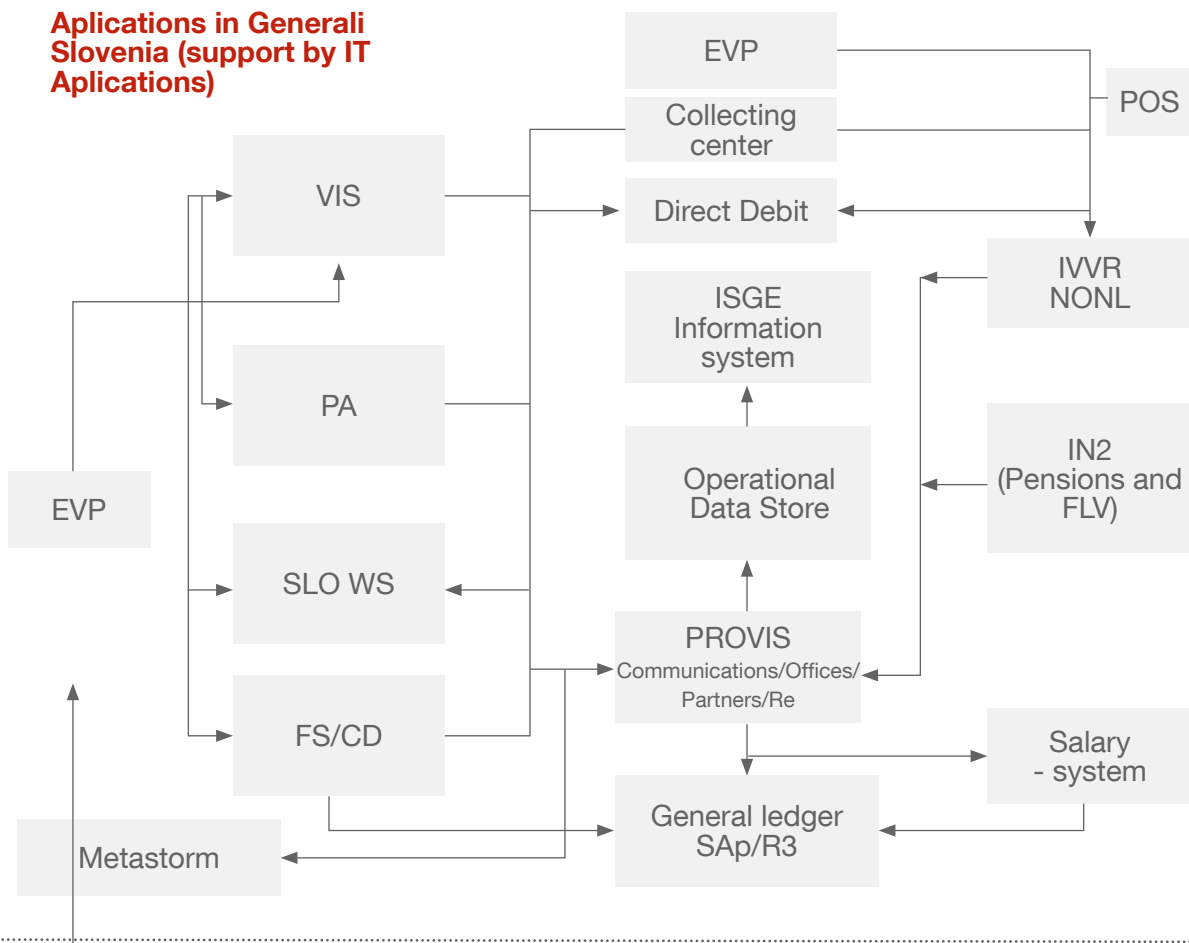 Aplications in Generali
Slovenia (support by IT
Aplications)
EVP
POS
Collecting
center
VIS
Direct Debit
IVVR
NONL
ISGE
Information
system
PA
IN2
(Pensions and
FLV)
Operational
Data Store
EVP
SLO WS
PROVIS
Communications/Offices/
Partners/Re
FS/CD
Salary
- system
General ledger
SAp/R3
Metastorm